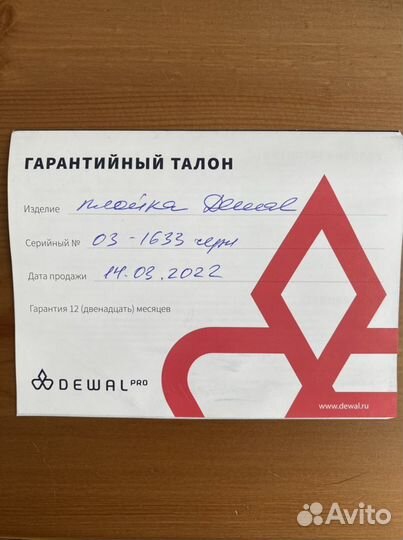 ГАРАНТИЙНЫЙ ТАЛОН
Изделие плойка Dewal
Серийный № 03-1633 черн
Дата продажи 14.03.2022
Гарантия 12 (двенадцать) месяцев
DEWAL PRO
www.dewal.ru
Avito